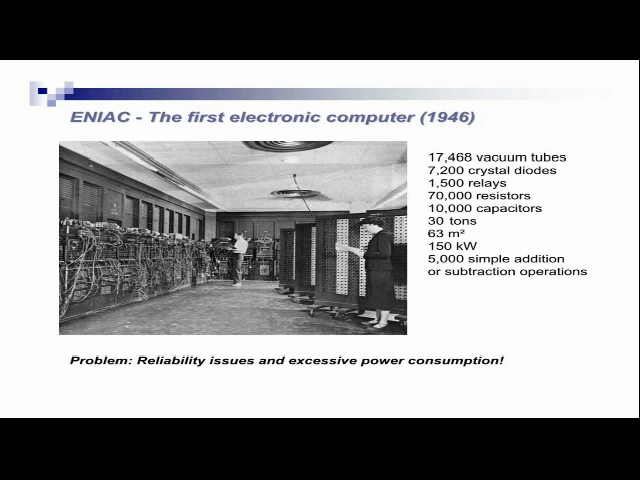 ENIAC - The first electronic computer (1946)
17,468 vacuum tubes
7,200 crystal diodes
1,500 relays
70,000 resistors
10,000 capacitors
30 tons
63 m²
150 kW
5,000 simple addition
or subtraction operations
Problem: Reliability issues and excessive power consumption!